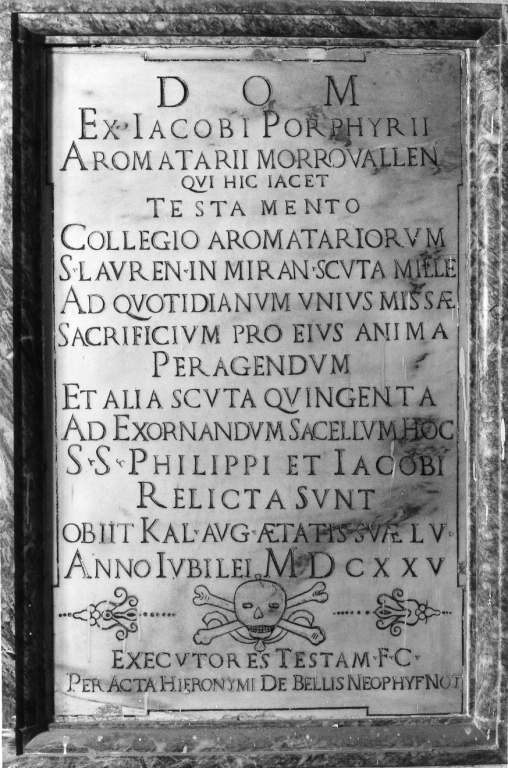 D O M
EX·IACOBI PORPHYRII
AROMATARII MORROVALLEN
QVI HIC IACET
TESTAMENTO
COLLEGIO AROMATARIORVM
S·LAVREN·IN MIRAN·SCVTA MILLE
AD QVOTIDIANVM VNIVS MISSÆ
SACRIFICIVM PRO EIVS ANIMA
PERAGENDVM
ET ALIA SCVTA QVINGENTA
AD EXORNANDVM SACELLVM HOC
S·S·PHILIPPI ET IACOBI
RELICTA SVNT
OBIIT KAL·AVG·ÆTATIS SVÆ LV·
ANNO IVBILEI MDCXXV
EXECVTORES TESTAM·F·C·
PER ACTA HIERONYMI DE BELLIS NEOPHYF NOT